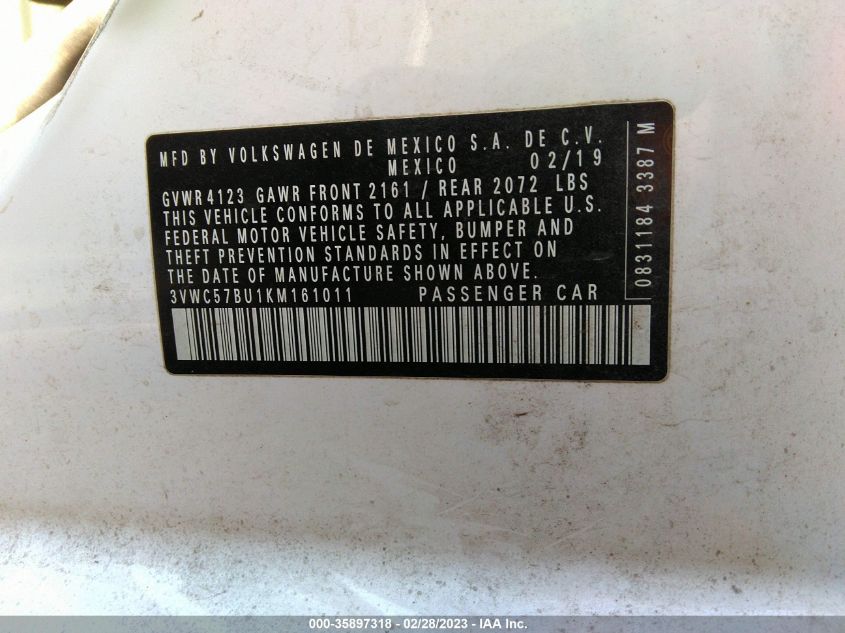 MFD BY VOLKSWAGEN DE MEXICO S.A. DE C.V.
MEXICO 02/19
GVWR 4123 GAWR FRONT 2161 / REAR 2072 LBS
THIS VEHICLE CONFORMS TO ALL APPLICABLE U.S.
FEDERAL MOTOR VEHICLE SAFETY, BUMPER AND
THEFT PREVENTION STANDARDS IN EFFECT ON
THE DATE OF MANUFACTURE SHOWN ABOVE.
3VWC57BU1KM161011 PASSENGER CAR
0831184 3387 M
000-35897318 - 02/28/2023 - IAA Inc.